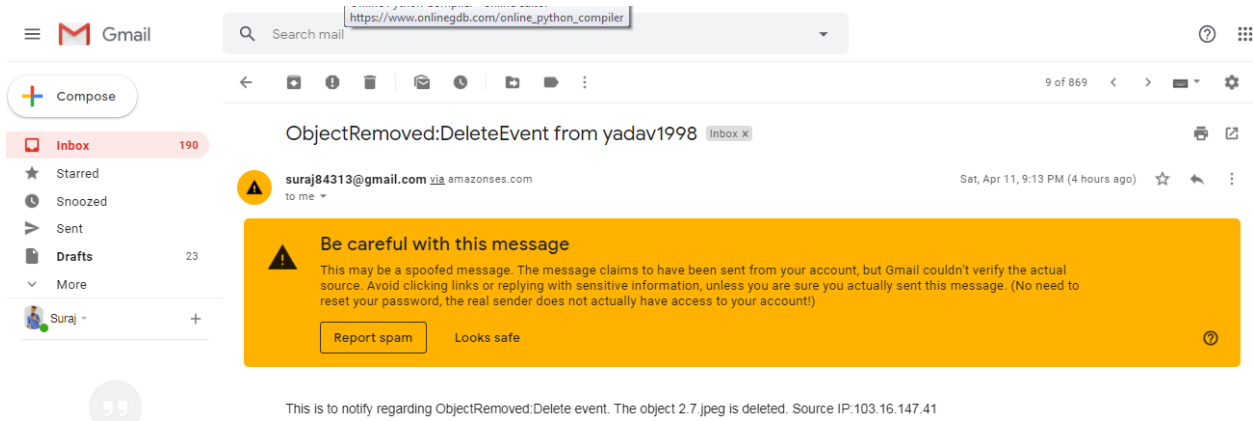 https://www.onlinegdb.com/online_python_compiler
Gmail
Search mail
Compose
9 of 869
Inbox 190
Starred
Snoozed
Sent
Drafts 23
More
Suraj
ObjectRemoved:DeleteEvent from yadav1998 Inbox x
suraj84313@gmail.com via amazonses.com Sat, Apr 11, 9:13 PM (4 hours ago)
to me
Be careful with this message
This may be a spoofed message. The message claims to have been sent from your account, but Gmail couldn't verify the actual
source. Avoid clicking links or replying with sensitive information, unless you are sure you actually sent this message. (No need to
reset your password, the real sender does not actually have access to your account!)
Report spam Looks safe
This is to notify regarding ObjectRemoved:Delete event. The object 2.7.jpeg is deleted. Source IP:103.16.147.41